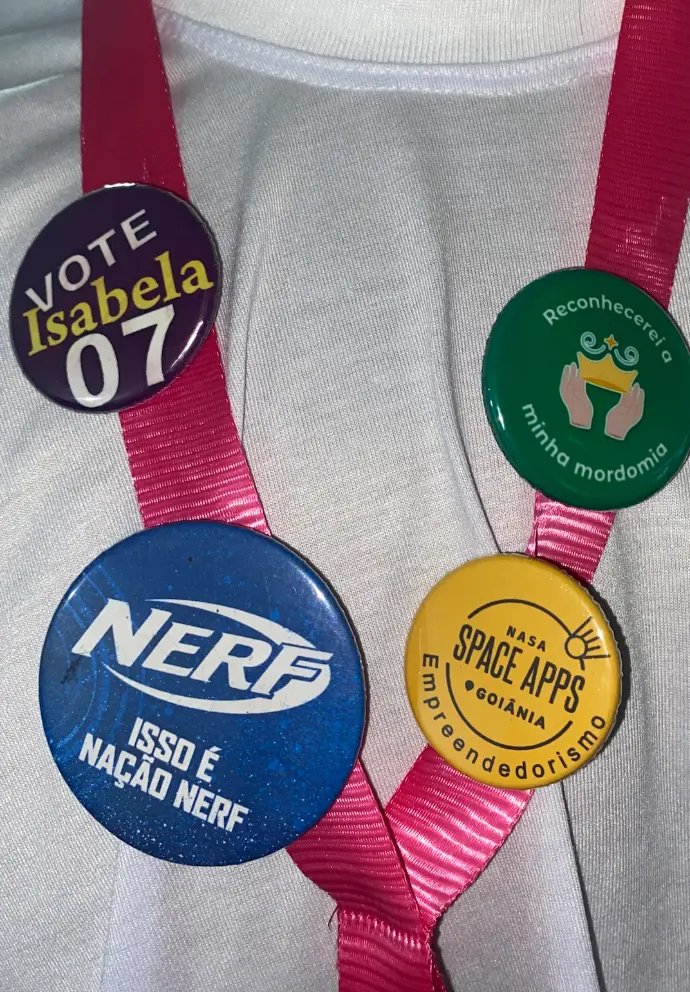 VOTE
Isabela
07
Reconhecerei a
minha mordomia
NERF
ISSO É
NAÇÃO NERF
NASA
SPACE APPS
GOIÂNIA
Empreendedorismo